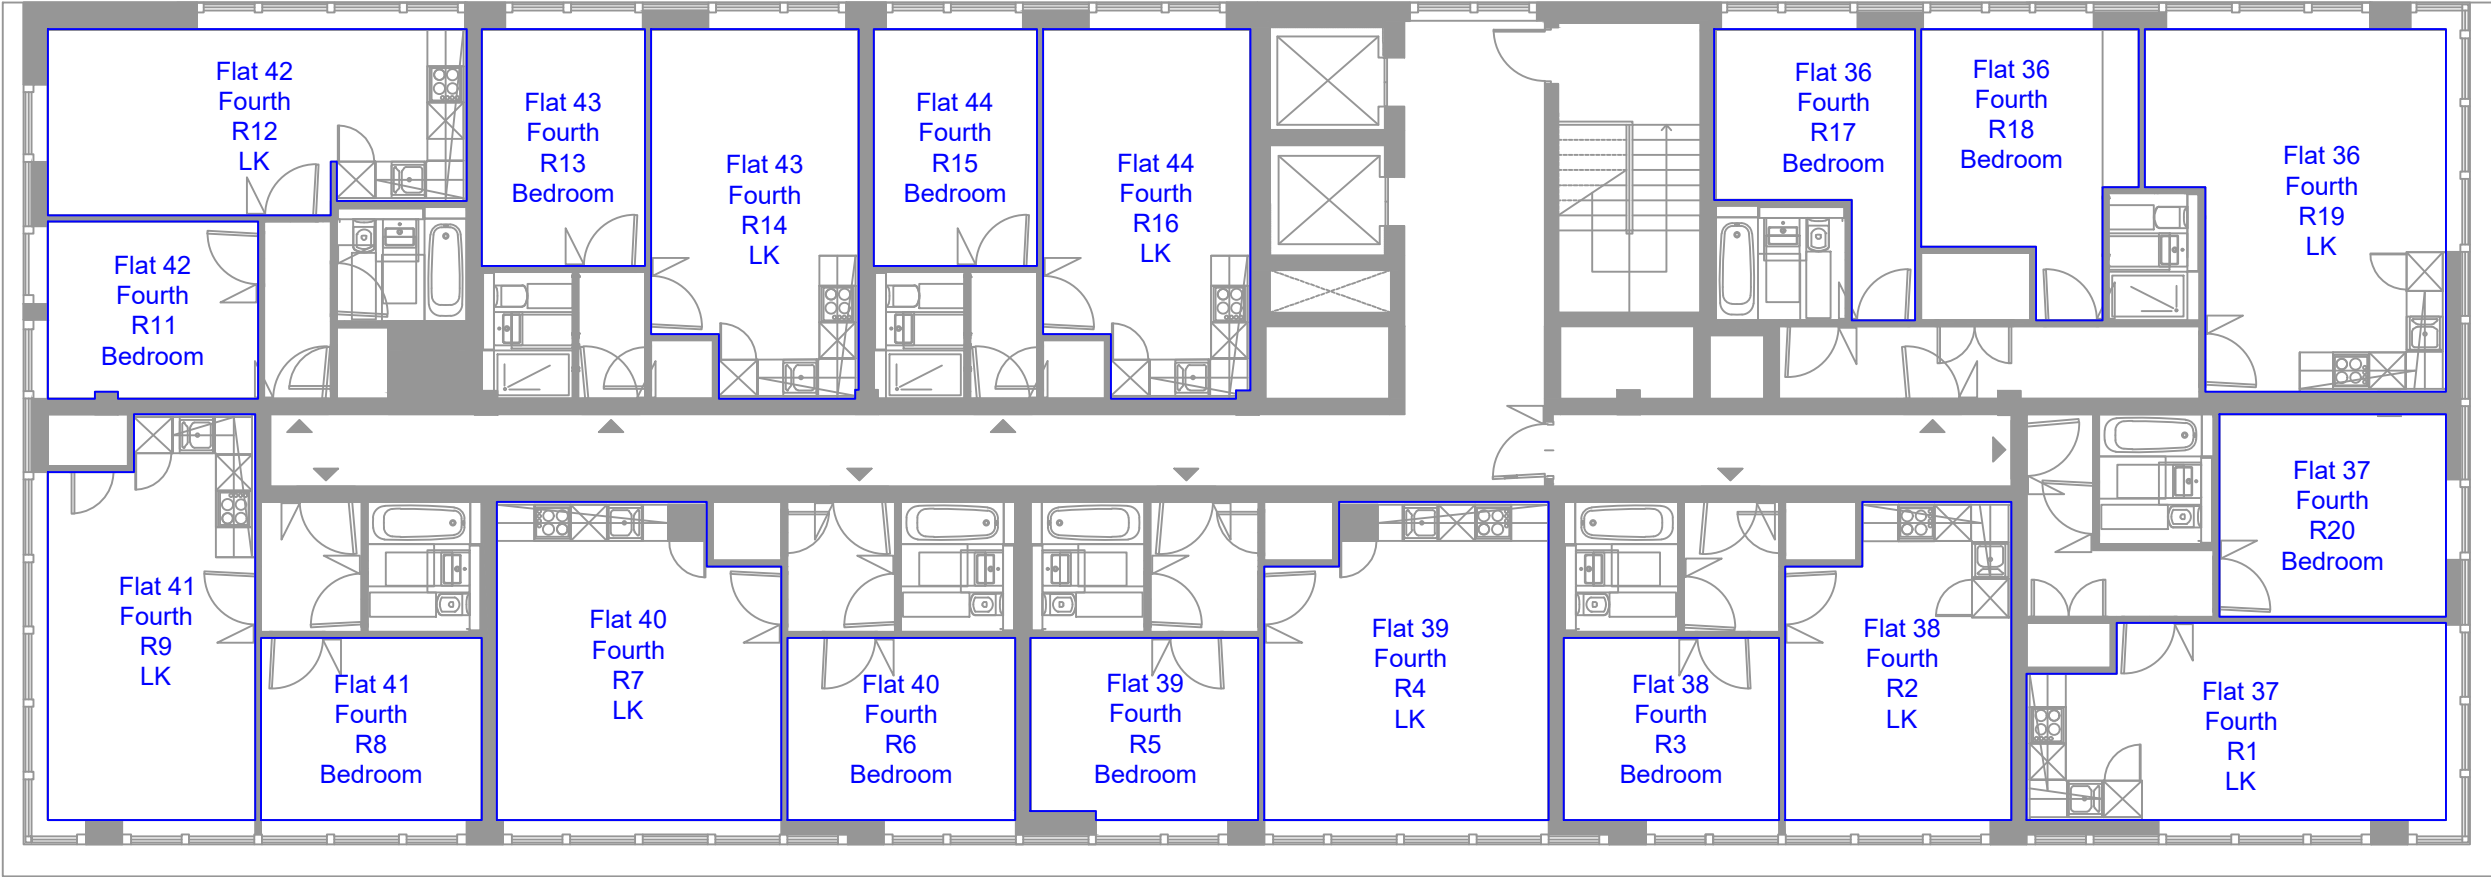 Flat 42
Fourth
R12
LK
Flat 43
Fourth
R13
Bedroom
Flat 43
Fourth
R14
LK
Flat 44
Fourth
R15
Bedroom
Flat 44
Fourth
R16
LK
Flat 36
Fourth
R17
Bedroom
Flat 36
Fourth
R18
Bedroom
Flat 36
Fourth
R19
LK
Flat 42
Fourth
R11
Bedroom
Flat 41
Fourth
R9
LK
Flat 41
Fourth
R8
Bedroom
Flat 40
Fourth
R7
LK
Flat 40
Fourth
R6
Bedroom
Flat 39
Fourth
R5
Bedroom
Flat 39
Fourth
R4
LK
Flat 38
Fourth
R3
Bedroom
Flat 38
Fourth
R2
LK
Flat 37
Fourth
R20
Bedroom
Flat 37
Fourth
R1
LK